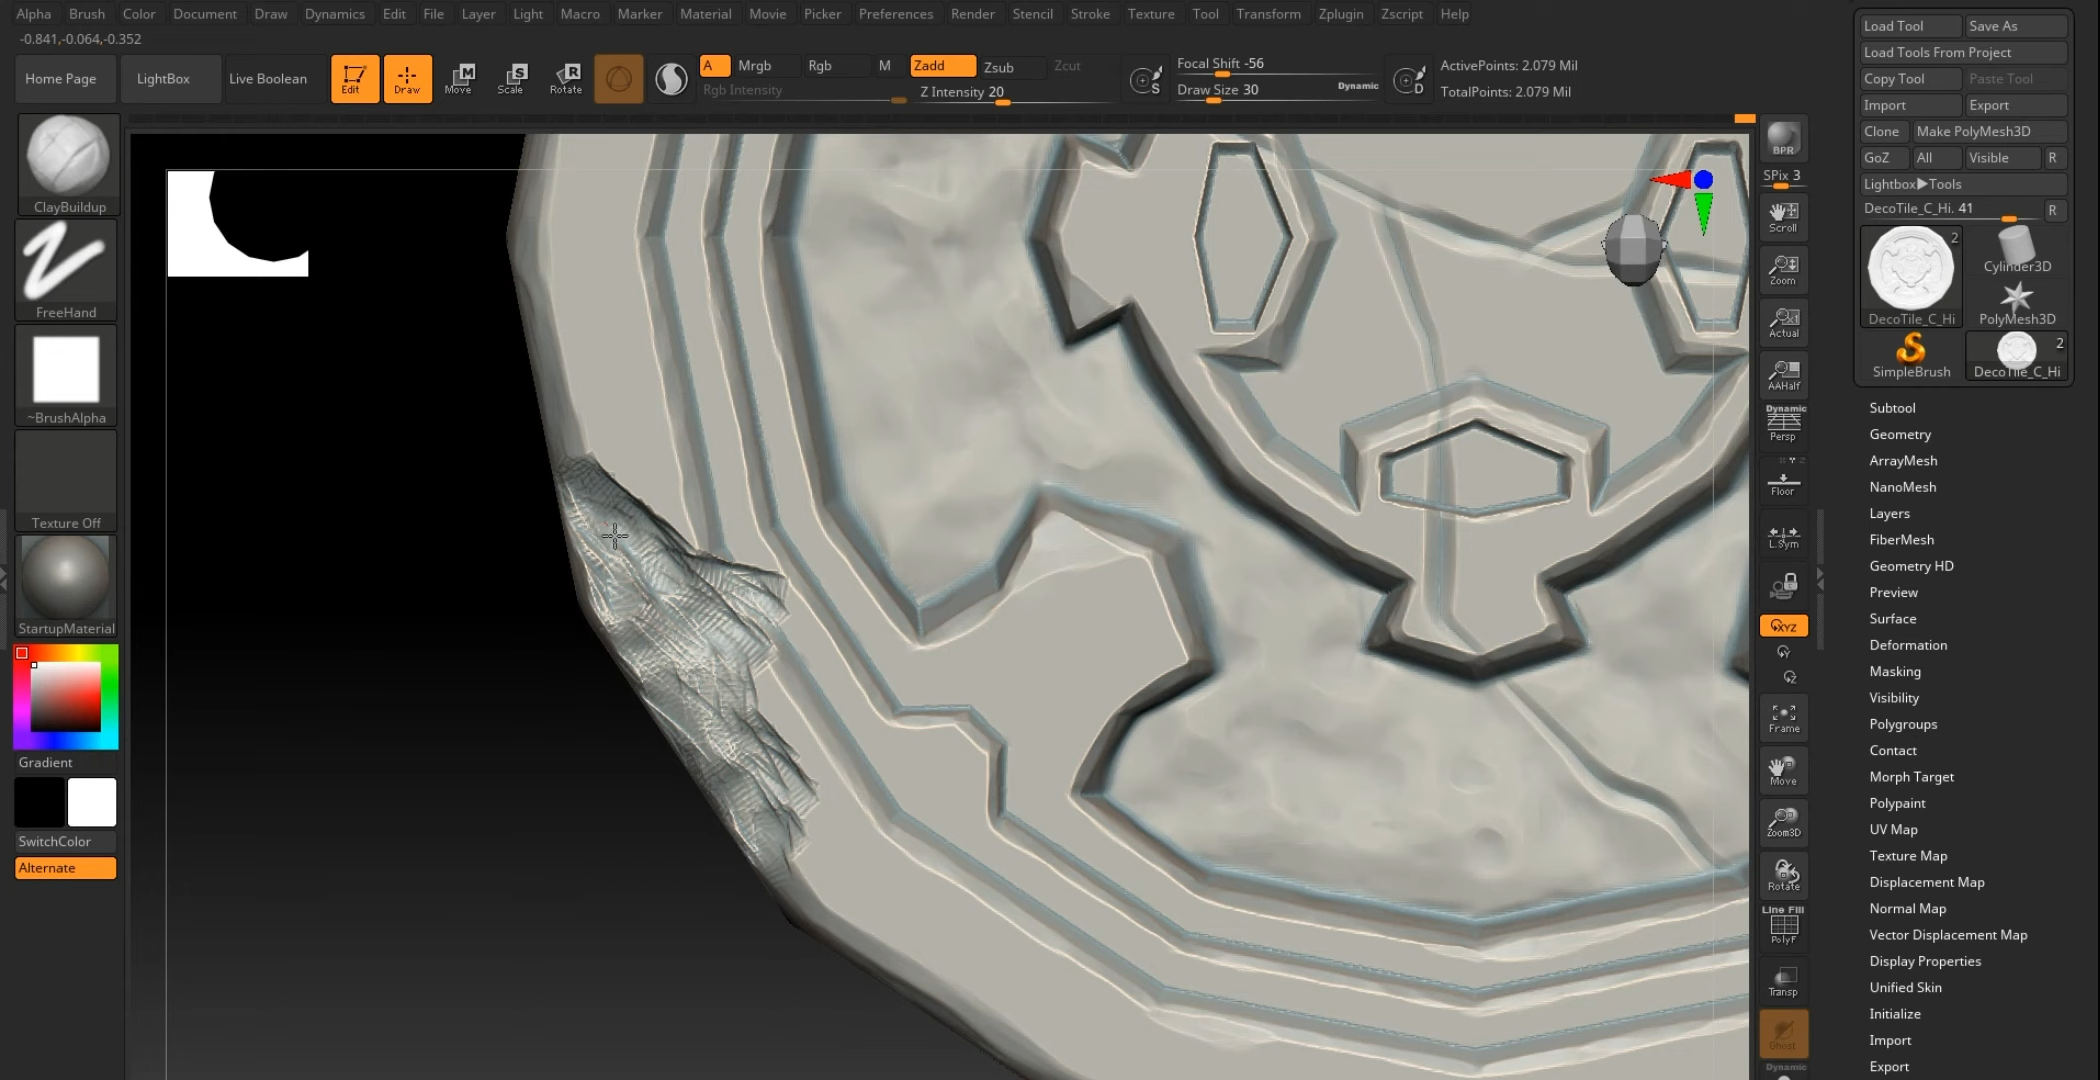 Alpha Brush Color Document Draw Dynamics Edit File Layer Light Macro Marker Material Movie Picker Preferences Render Stencil Stroke Texture Tool Transform Zplugin Zscript Help
-0.841,-0.064,-0.352
Home Page
LightBox
Live Boolean
Edit
Draw
M
Move
S
Scale
R
Rotate
A
Mrgb
Rgb
M
Zadd
Zsub
Zcut
Rgb Intensity
Z Intensity 20
S
Focal Shift -56
Draw Size 30
Dynamic
D
ActivePoints: 2.079 Mil
TotalPoints: 2.079 Mil
ClayBuildup
FreeHand
~BrushAlpha
Texture Off
StartupMaterial
Gradient
SwitchColor
Alternate
BPR
SPix 3
Scroll
Zoom
Actual
AAHalf
Dynamic
Persp
Floor
L.Sym
XYZ
Y
Z
Frame
Move
Zoom3D
Rotate
Line Fill
PolyF
Transp
Ghost
Dynamic
Load Tool
Save As
Load Tools From Project
Copy Tool
Paste Tool
Import
Export
Clone
Make PolyMesh3D
GoZ
All
Visible
R
Lightbox▶Tools
DecoTile_C_Hi. 41
R
2
DecoTile_C_Hi
Cylinder3D
PolyMesh3D
SimpleBrush
2
DecoTile_C_Hi
Subtool
Geometry
ArrayMesh
NanoMesh
Layers
FiberMesh
Geometry HD
Preview
Surface
Deformation
Masking
Visibility
Polygroups
Contact
Morph Target
Polypaint
UV Map
Texture Map
Displacement Map
Normal Map
Vector Displacement Map
Display Properties
Unified Skin
Initialize
Import
Export